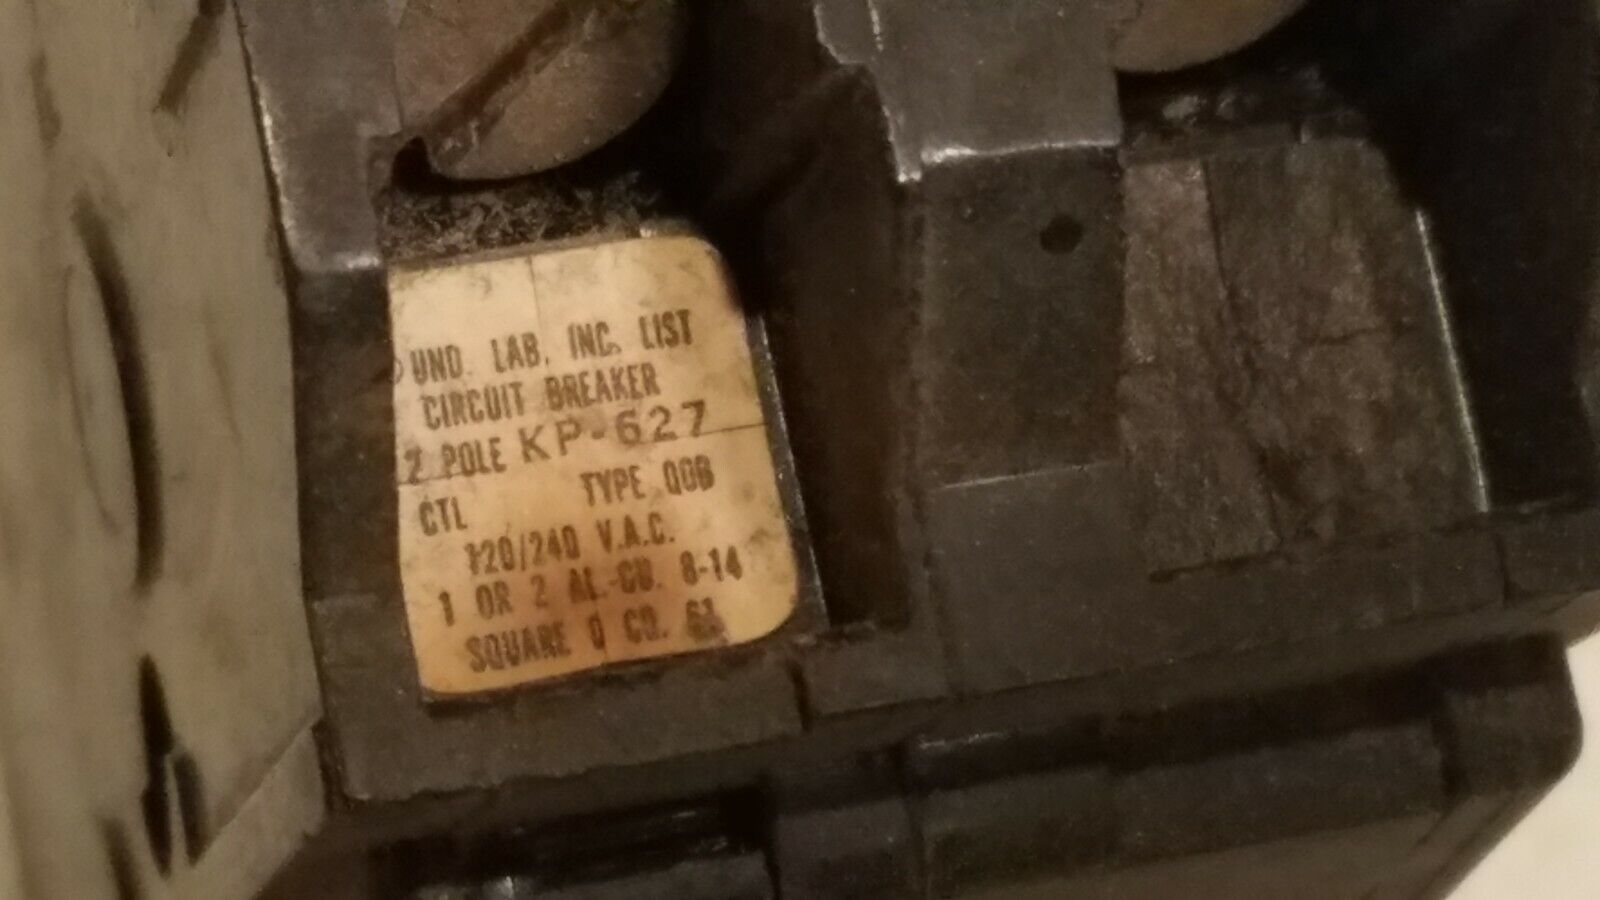 UND. LAB. INC. LIST
CIRCUIT BREAKER
2 POLE KP-627
CTL TYPE QOB
120/240 V.A.C.
1 OR 2 AL.-CU. 8-14
SQUARE D CO.